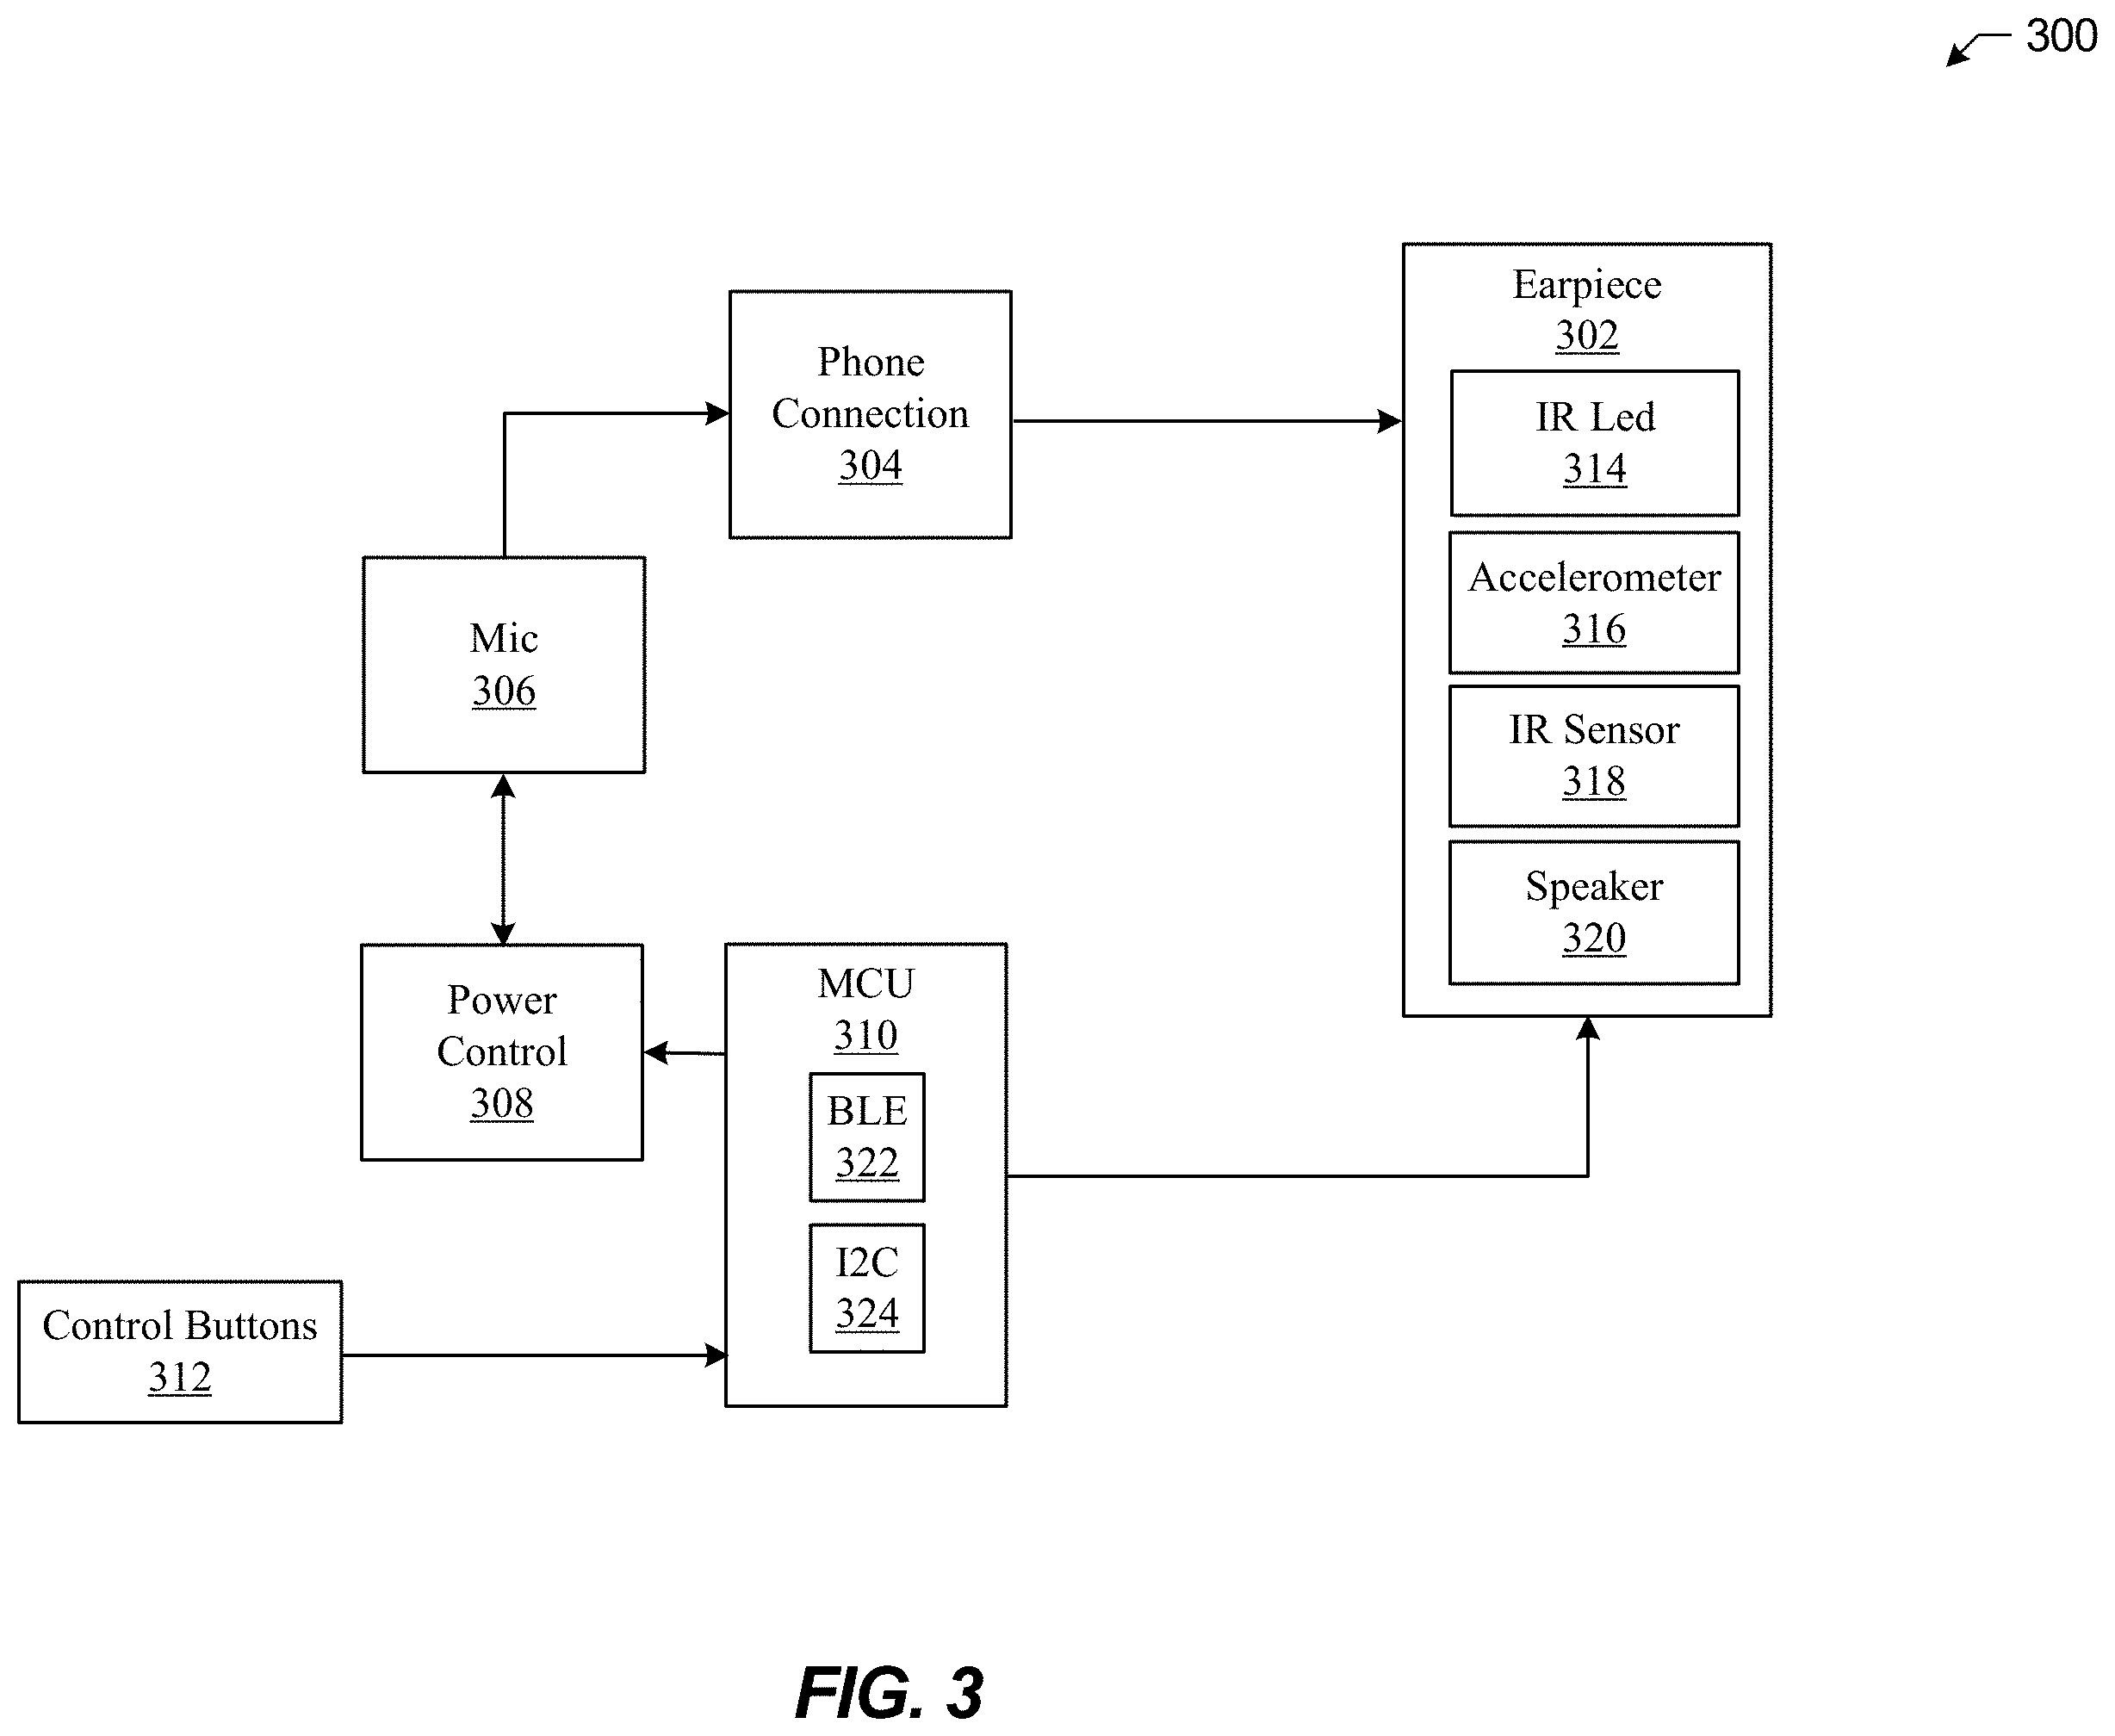 300
Earpiece
302
IR Led
314
Accelerometer
316
IR Sensor
318
Speaker
320
Phone
Connection
304
Mic
306
Power
Control
308
MCU
310
BLE
322
I2C
324
Control Buttons
312
FIG. 3